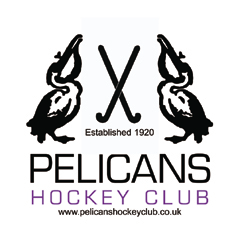 Established 1920
PELICANS
HOCKEY CLUB
www.pelicanshockeyclub.co.uk